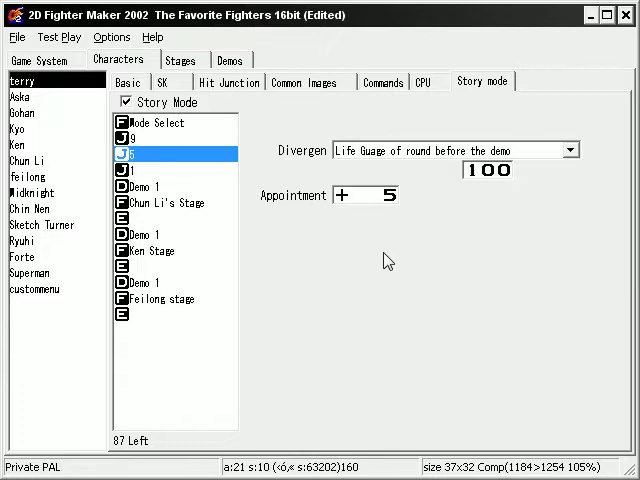 2D Fighter Maker 2002 The Favorite Fighters 16bit (Edited)
File Test Play Options Help
Game System Characters Stages Demos
terry
Aska
Gohan
Kyo
Ken
Chun Li
feilong
Midknight
Chin Nen
Sketch Turner
Ryuhi
Forte
Superman
custommenu
Basic SK Hit Junction Common Images Commands CPU Story mode
Story Mode
F Mode Select
J 9
J 5
J 1
D Demo 1
F Chun Li's Stage
E
D Demo 1
F Ken Stage
E
D Demo 1
F Feilong stage
E
87 Left
Divergen Life Guage of round before the demo
100
Appointment + 5
Private PAL
a:21 s:10 (‹ó‚« s:63202)160
size 37x32 Comp(1184>1254 105%)